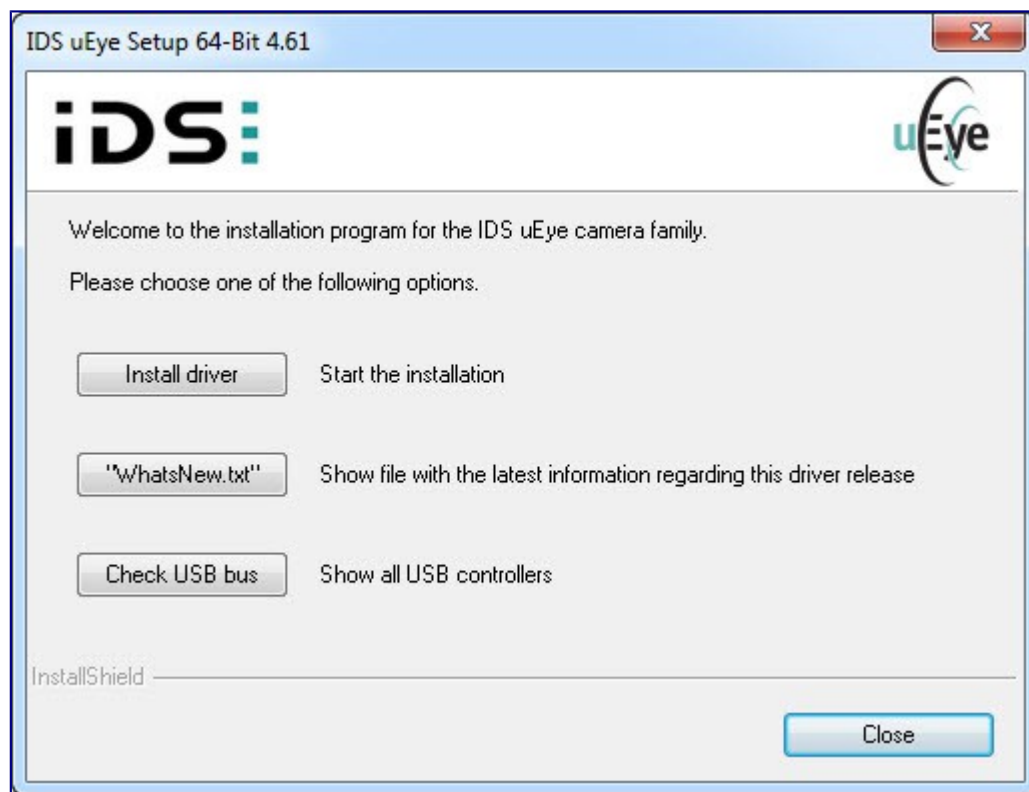 IDS uEye Setup 64-Bit 4.61
iDS
uEye
Welcome to the installation program for the IDS uEye camera family.
Please choose one of the following options.
Install driver Start the installation
"WhatsNew.txt" Show file with the latest information regarding this driver release
Check USB bus Show all USB controllers
InstallShield
Close